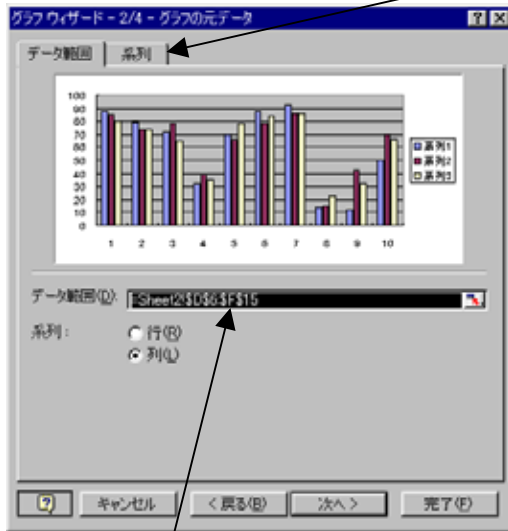 グラフ ウィザード - 2/4 - グラフの元データ
データ範囲 系列
100
90
80
70
60
50
40
30
20
10
0
1 2 3 4 5 6 7 8 9 10
系列1
系列2
系列3
データ範囲(D): =Sheet2!$D$6:$F$15
系列: 行(R)
列(L)
キャンセル < 戻る(B) 次へ > 完了(F)